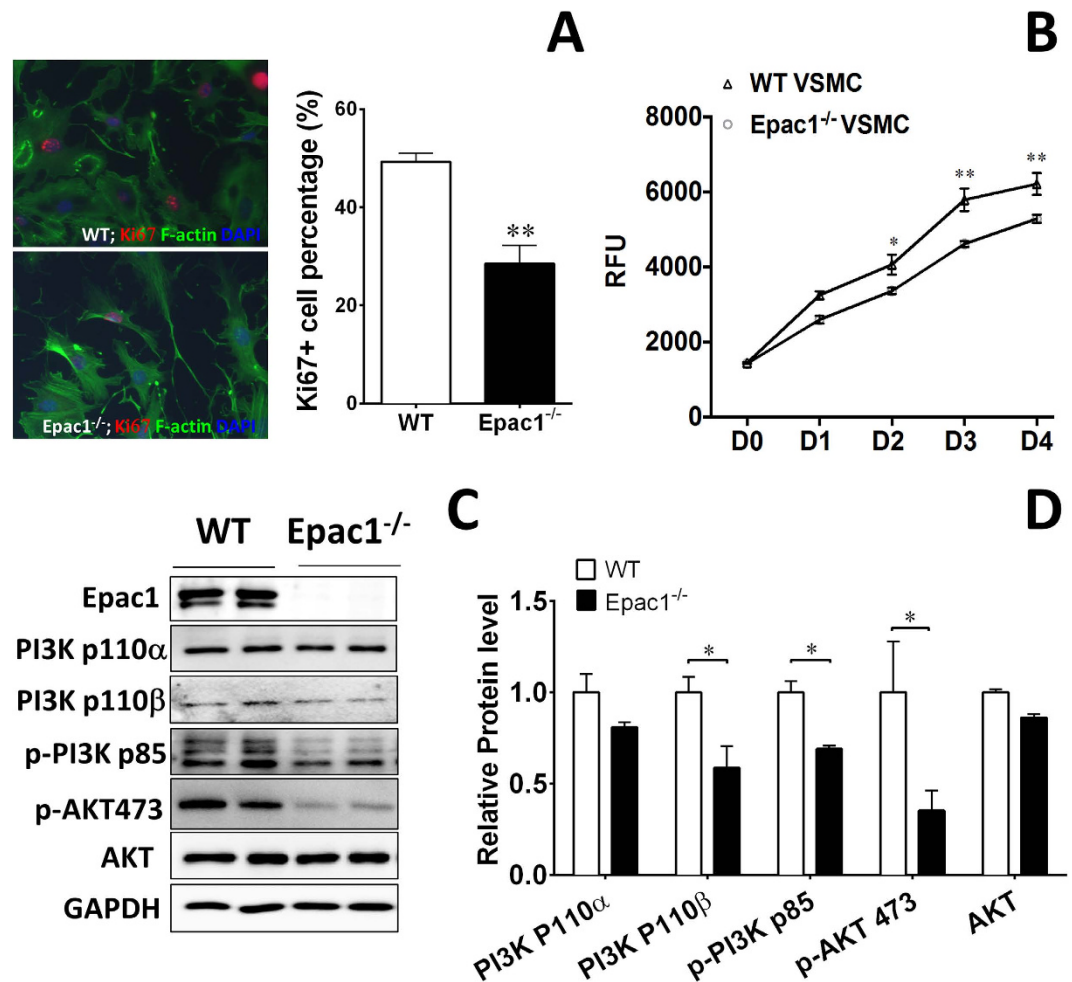 A
WT; Ki67 F-actin DAPI
Epac1-/-; Ki67 F-actin DAPI
Ki67+ cell percentage (%)
60
40
20
0
WT Epac1-/-
**
B
WT VSMC
Epac1-/- VSMC
RFU
8000
6000
4000
2000
0
* ** **
D0 D1 D2 D3 D4
C
WT Epac1-/-
Epac1
PI3K p110α
PI3K p110β
p-PI3K p85
p-AKT473
AKT
GAPDH
D
WT
Epac1-/-
Relative Protein level
1.5
1.0
0.5
0.0
* * *
PI3K P110α
PI3K P110β
p-PI3K p85
p-AKT 473
AKT